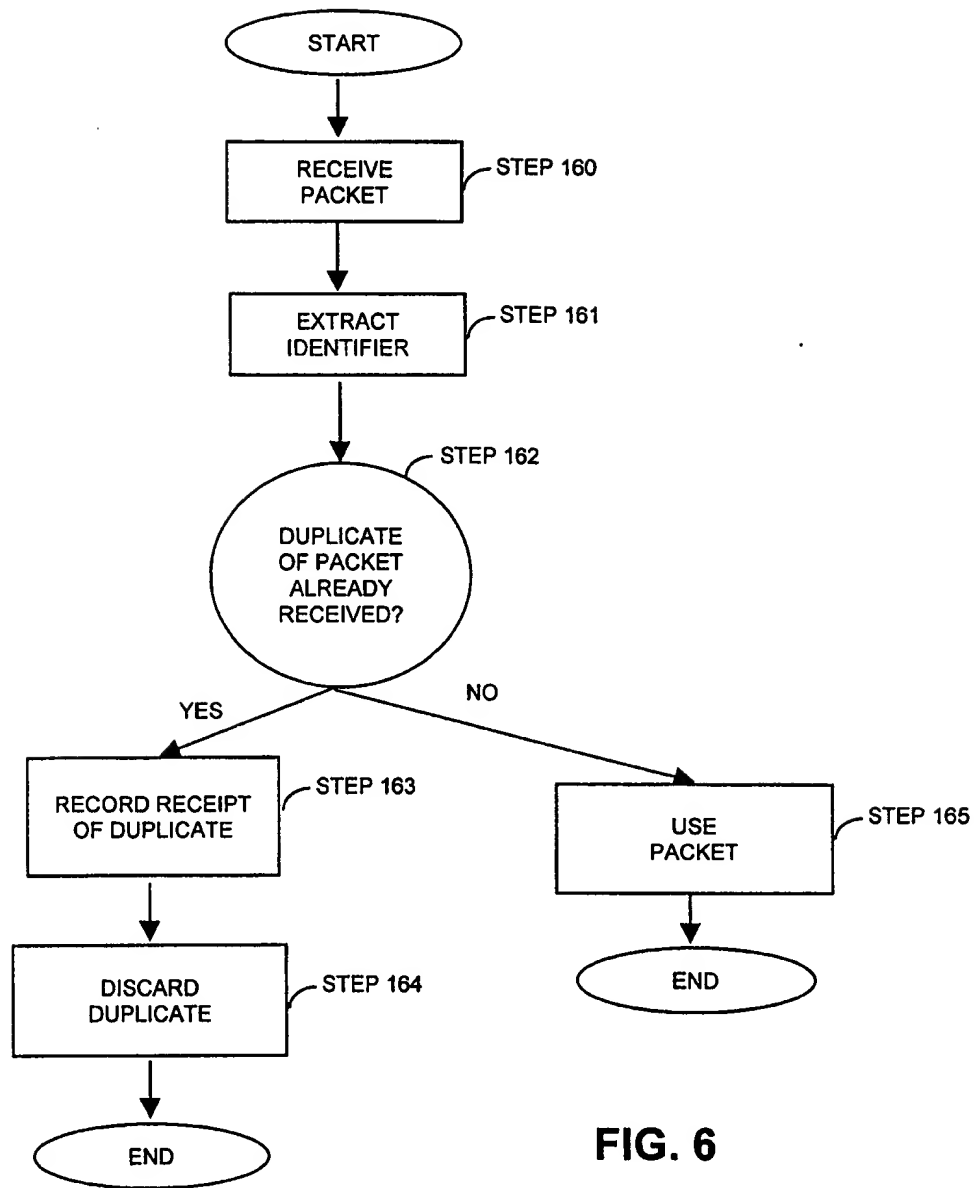 START
RECEIVE
PACKET
STEP 160
EXTRACT
IDENTIFIER
STEP 161
STEP 162
DUPLICATE
OF PACKET
ALREADY
RECEIVED?
YES
NO
RECORD RECEIPT
OF DUPLICATE
STEP 163
USE
PACKET
STEP 165
DISCARD
DUPLICATE
STEP 164
END
END
FIG. 6